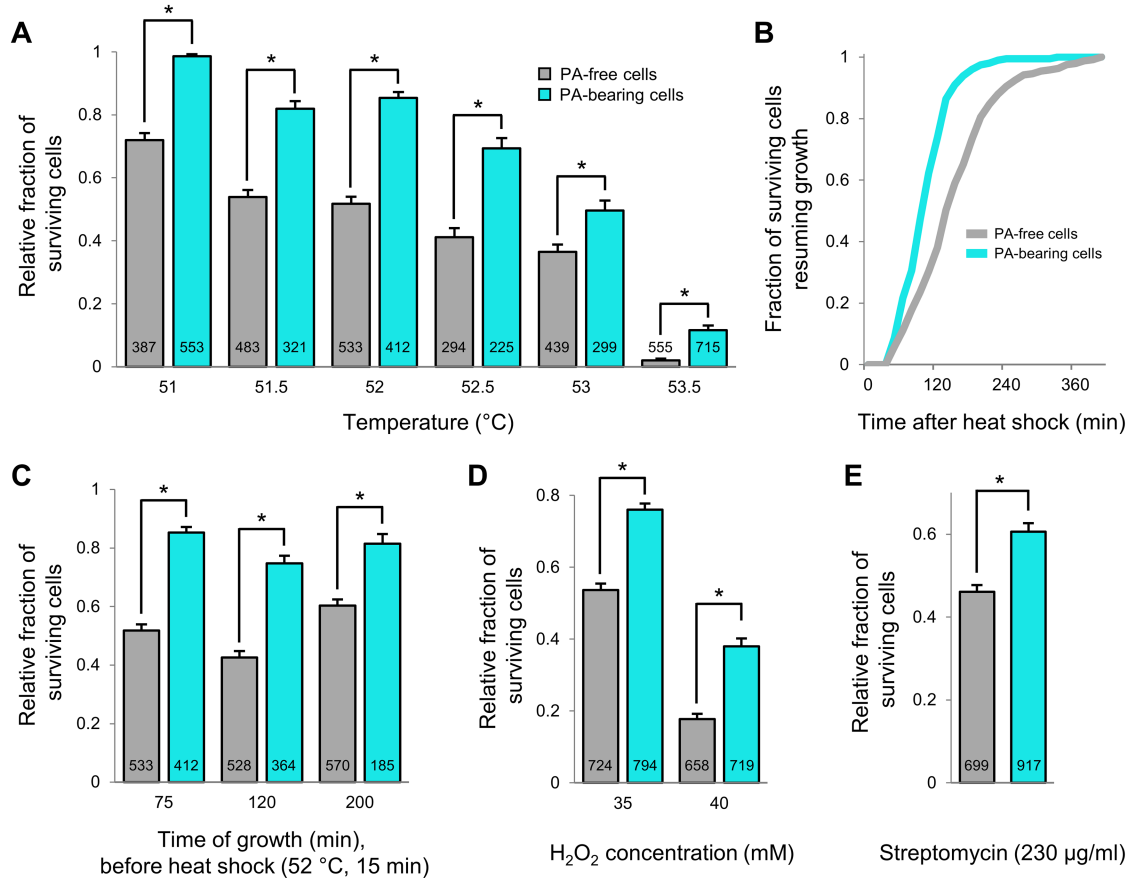 A
Relative fraction of
surviving cells
1
0.8
0.6
0.4
0.2
0
*
*
*
*
*
*
PA-free cells
PA-bearing cells
387 553 483 321 533 412 294 225 439 299 555 715
51 51.5 52 52.5 53 53.5
Temperature (°C)
B
Fraction of surviving cells
resuming growth
1
0.8
0.6
0.4
0.2
0
PA-free cells
PA-bearing cells
0 120 240 360
Time after heat shock (min)
C
Relative fraction of
surviving cells
1
0.8
0.6
0.4
0.2
0
*
*
*
533 412 528 364 570 185
75 120 200
Time of growth (min),
before heat shock (52 °C, 15 min)
D
Relative fraction of
surviving cells
0.8
0.6
0.4
0.2
0
*
*
724 794 658 719
35 40
H₂O₂ concentration (mM)
E
Relative fraction of
surviving cells
0.6
0.4
0.2
0
*
699 917
Streptomycin (230 µg/ml)